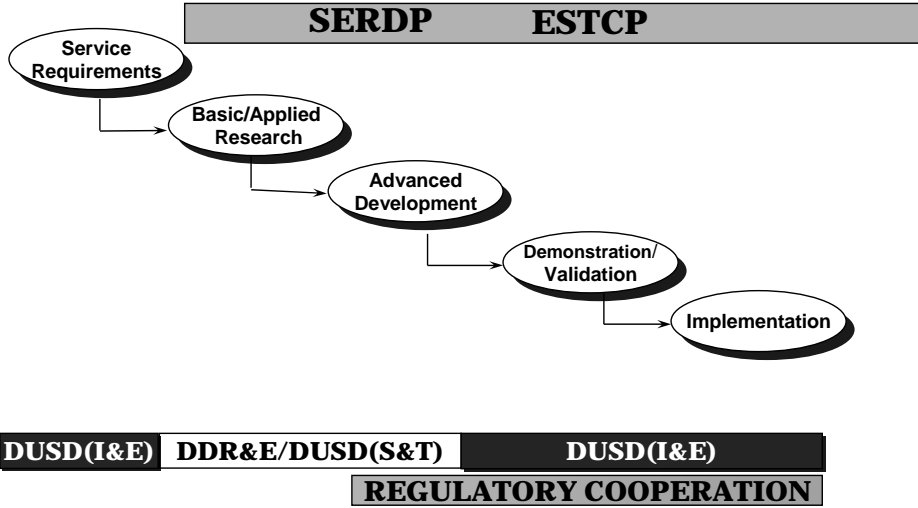 SERDP ESTCP
Service
Requirements
Basic/Applied
Research
Advanced
Development
Demonstration/
Validation
Implementation
DUSD(I&E) DDR&E/DUSD(S&T) DUSD(I&E)
REGULATORY COOPERATION